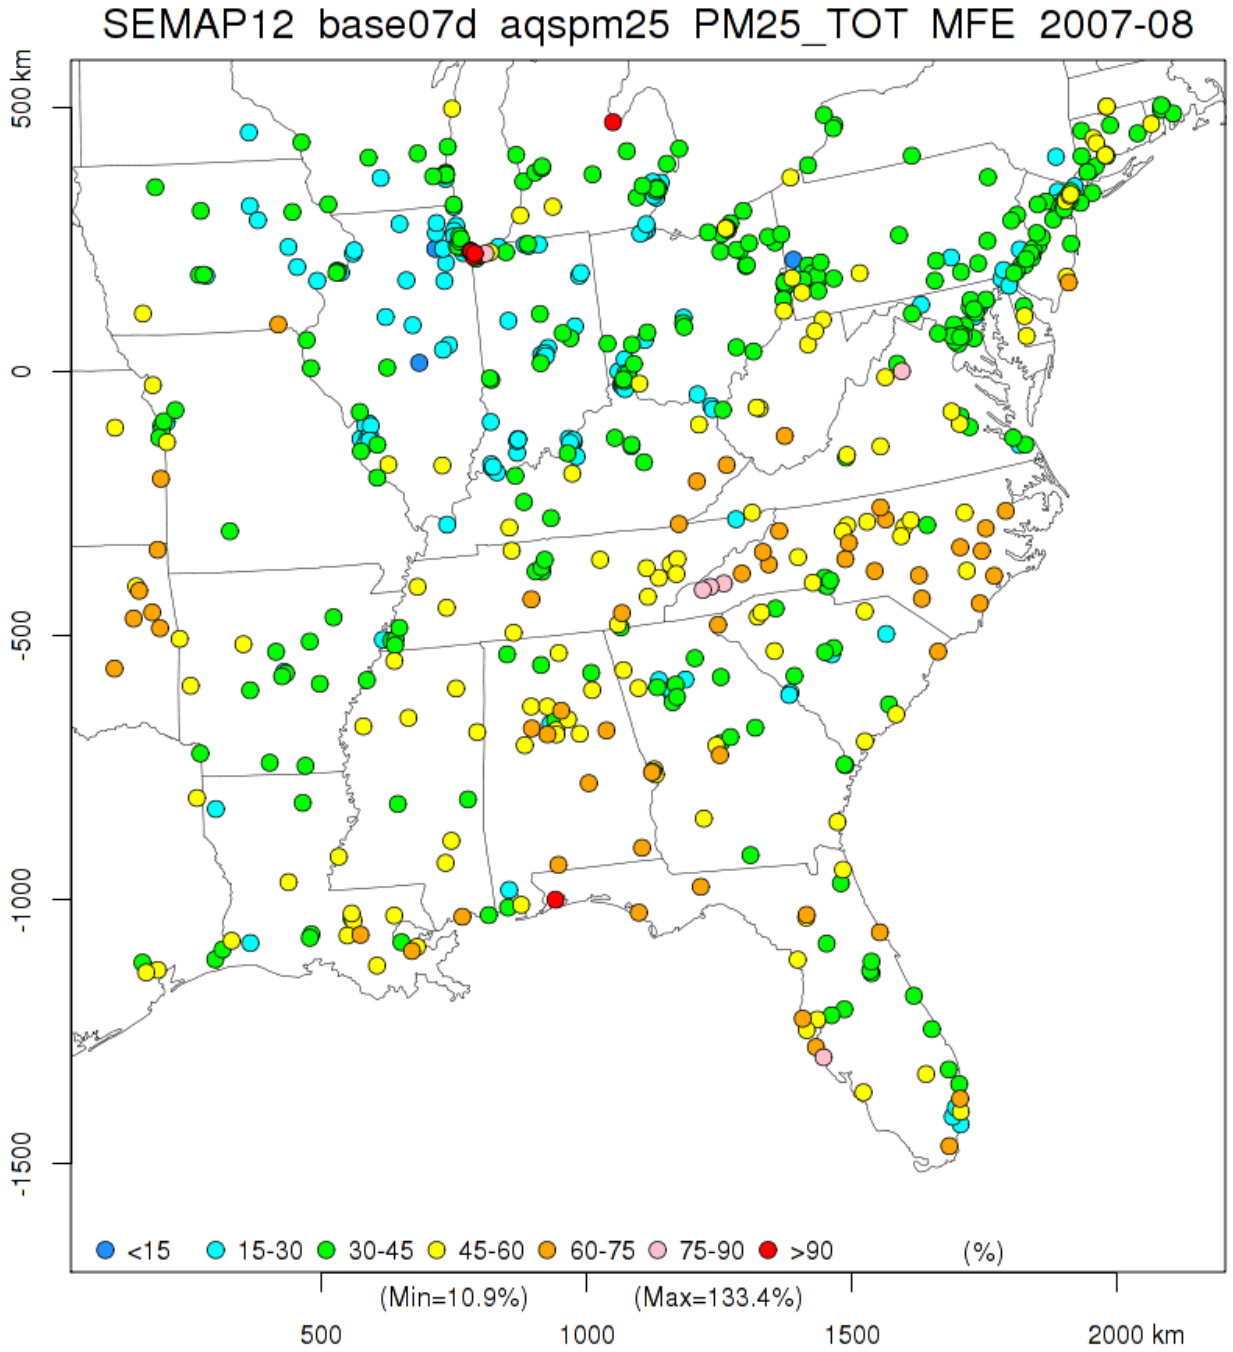 SEMAP12 base07d aqspm25 PM25_TOT MFE 2007-08
500 km
0
-500
-1000
-1500
<15 15-30 30-45 45-60 60-75 75-90 >90 (%)
(Min=10.9%) (Max=133.4%)
500 1000 1500 2000 km